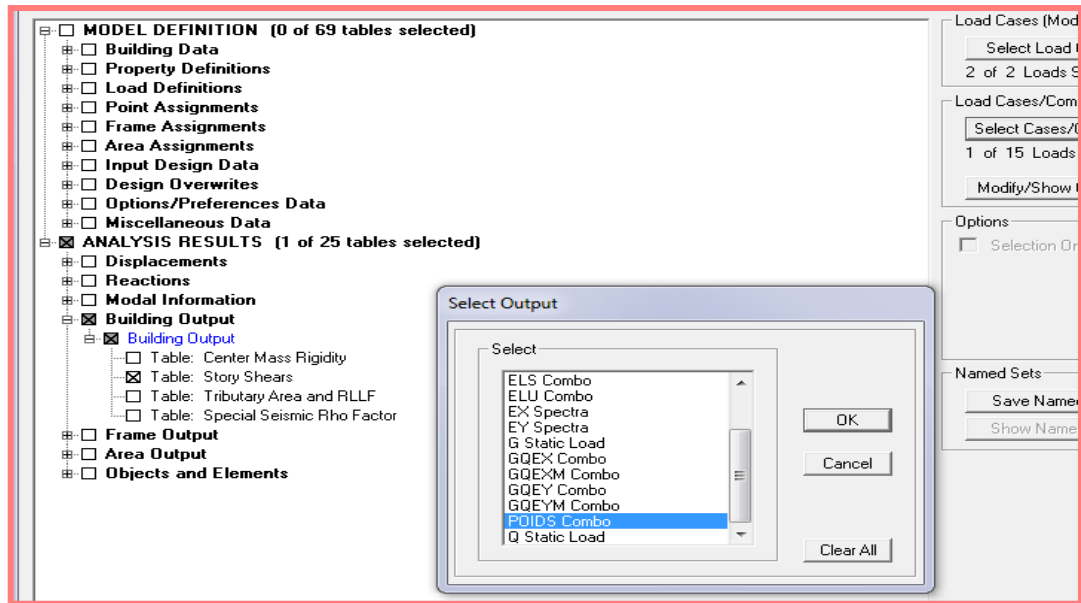 MODEL DEFINITION (0 of 69 tables selected)
Building Data
Property Definitions
Load Definitions
Point Assignments
Frame Assignments
Area Assignments
Input Design Data
Design Overwrites
Options/Preferences Data
Miscellaneous Data
ANALYSIS RESULTS (1 of 25 tables selected)
Displacements
Reactions
Modal Information
Building Output
Building Output
Table: Center Mass Rigidity
Table: Story Shears
Table: Tributary Area and RLLF
Table: Special Seismic Rho Factor
Frame Output
Area Output
Objects and Elements
Select Output
Select
ELS Combo
ELU Combo
EX Spectra
EY Spectra
G Static Load
GQEX Combo
GQEXM Combo
GQEY Combo
GQEYM Combo
POIDS Combo
Q Static Load
OK
Cancel
Clear All
Load Cases (Mod
Select Load
2 of 2 Loads S
Load Cases/Com
Select Cases/
1 of 15 Loads
Modify/Show
Options
Selection On
Named Sets
Save Name
Show Name